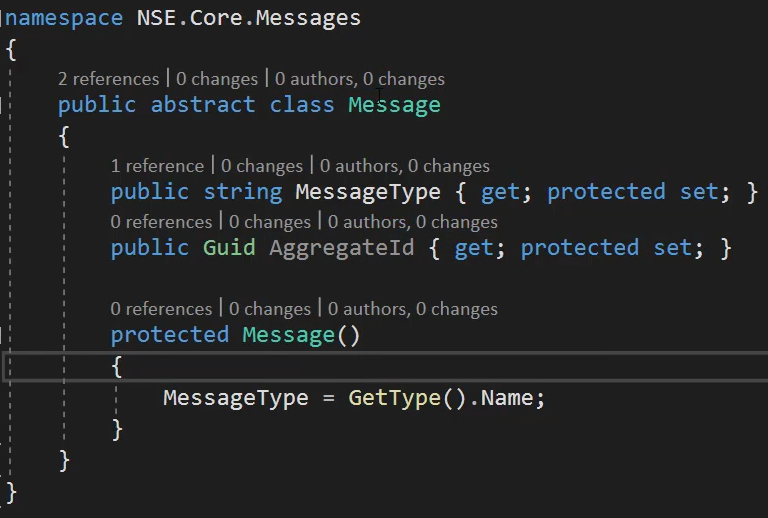 namespace NSE.Core.Messages
{
2 references | 0 changes | 0 authors, 0 changes
public abstract class Message
{
1 reference | 0 changes | 0 authors, 0 changes
public string MessageType { get; protected set; }
0 references | 0 changes | 0 authors, 0 changes
public Guid AggregateId { get; protected set; }
0 references | 0 changes | 0 authors, 0 changes
protected Message()
{
MessageType = GetType().Name;
}
}
}